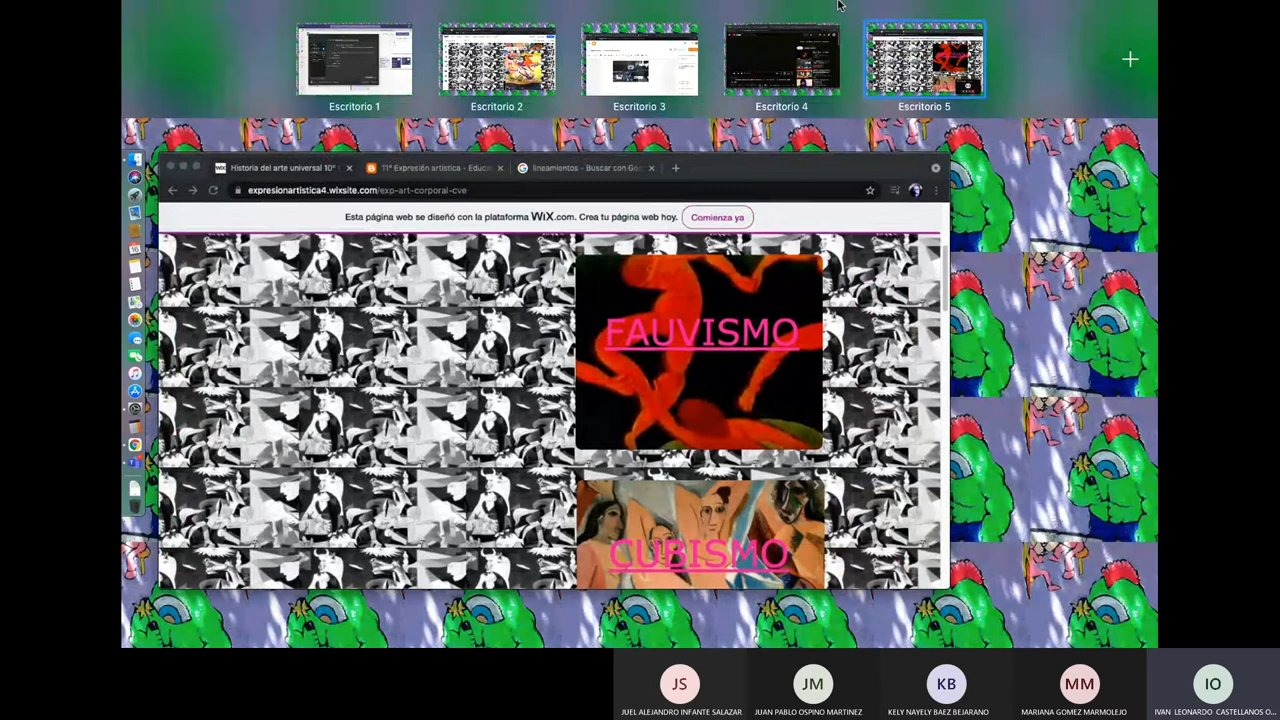 Escritorio 1
Escritorio 2
Escritorio 3
Escritorio 4
Escritorio 5
Historia del arte universal 10°
11ª Expresión artística - Educa
lineamientos - Buscar con Goo
expresionartistica4.wixsite.com/exp-art-corporal-cve
Esta página web se diseñó con la plataforma WiX.com. Crea tu página web hoy.
Comienza ya
16
FAUVISMO
CUBISMO
JS
JM
KB
MM
IO
JUEL ALEJANDRO INFANTE SALAZAR
JUAN PABLO OSPINO MARTINEZ
KELY NAYELY BAEZ BEJARANO
MARIANA GOMEZ MARMOLEJO
IVAN LEONARDO CASTELLANOS O...